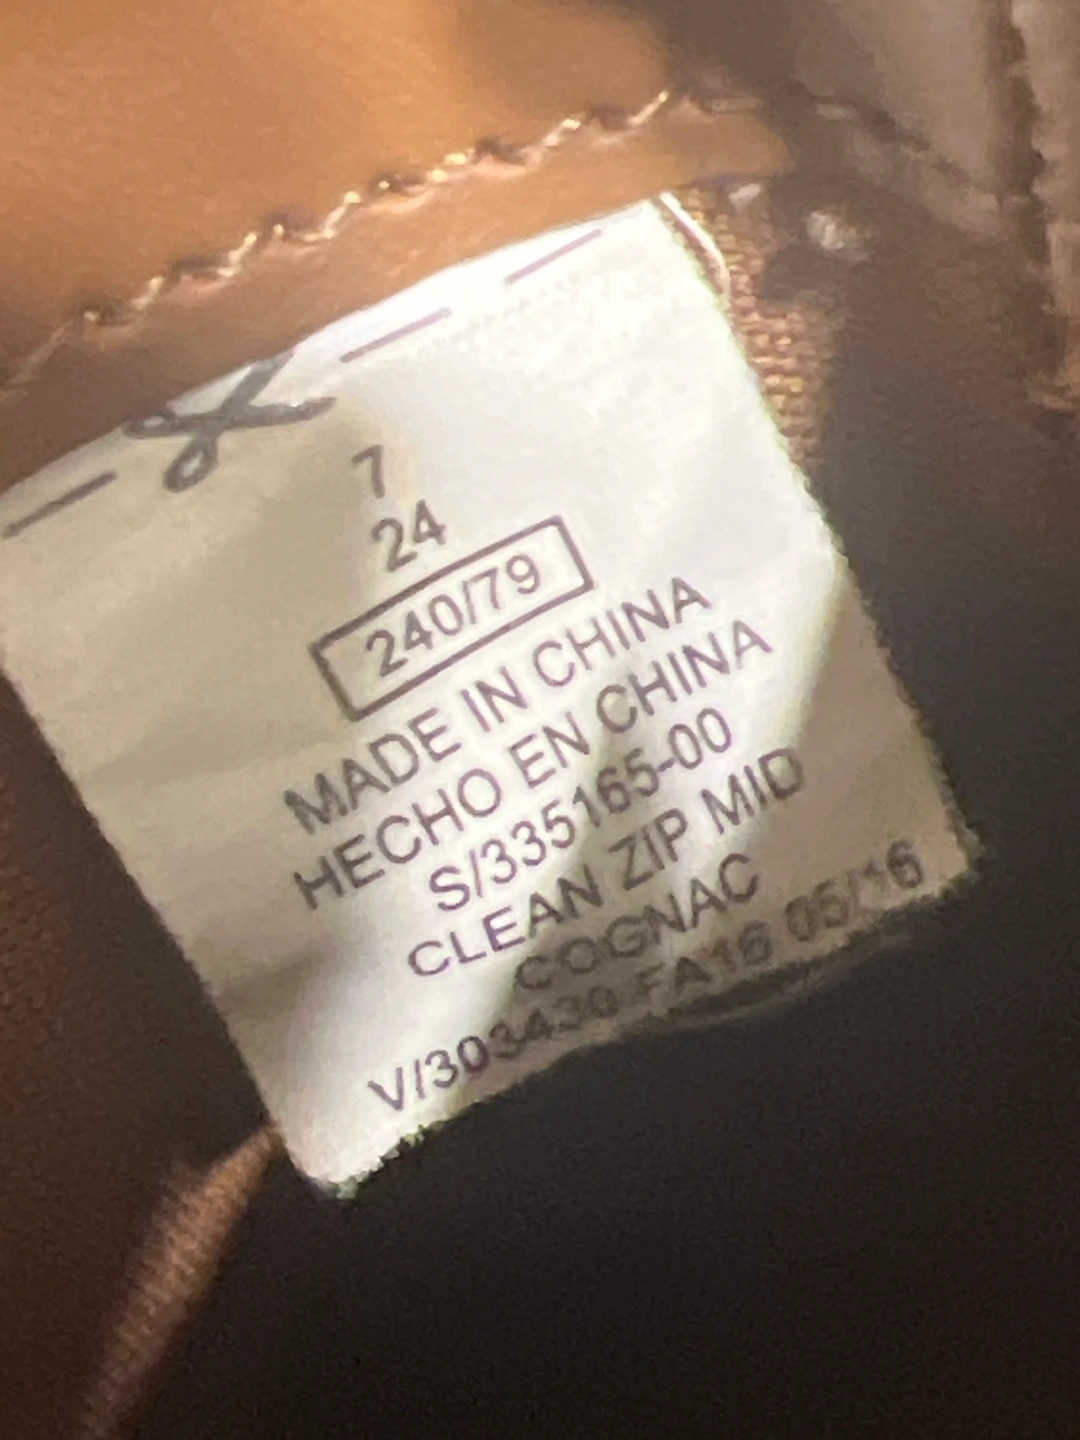 7
24
240/79
MADE IN CHINA
HECHO EN CHINA
S/335165-00
CLEAN ZIP MID
COGNAC
V/303430 FA16 05/16